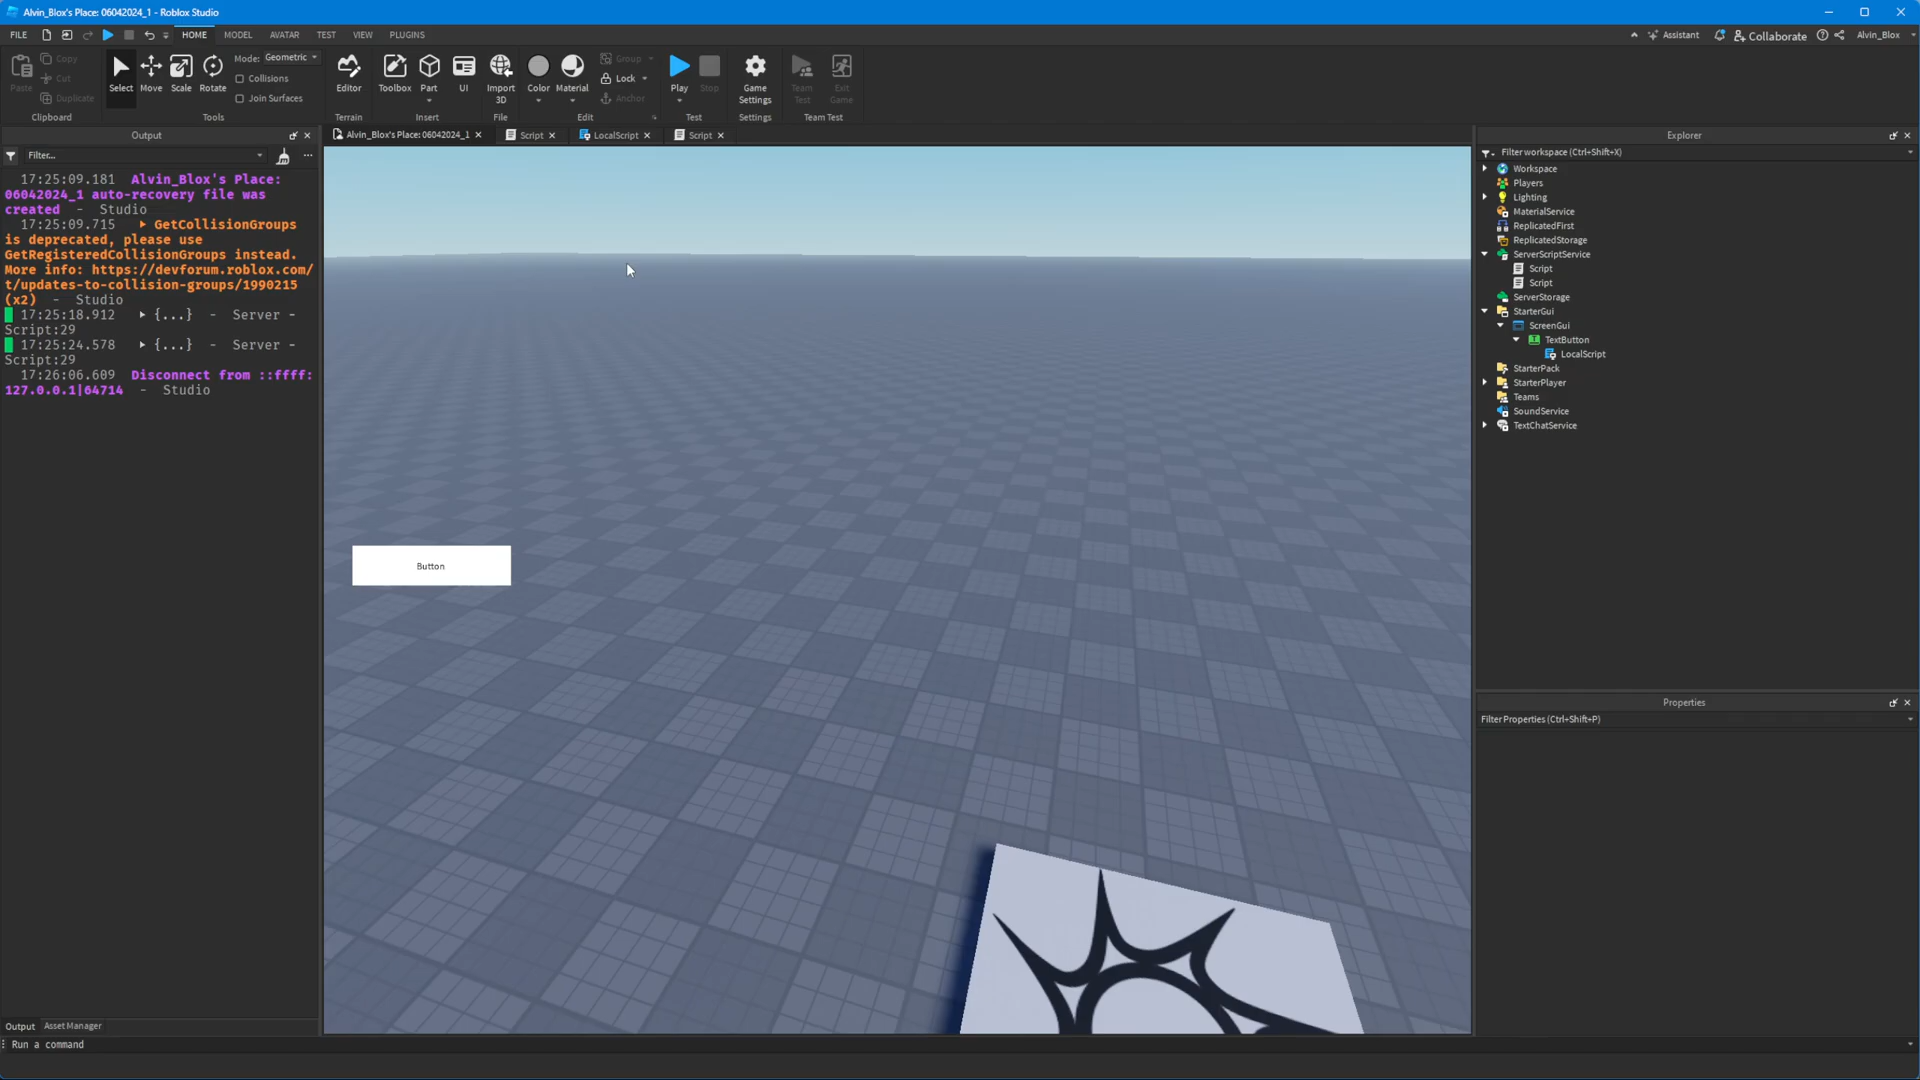 Alvin_Blox's Place: 06042024_1 - Roblox Studio
FILE
HOME
MODEL
AVATAR
TEST
VIEW
PLUGINS
Assistant
Collaborate
Alvin_Blox
Paste
Copy
Cut
Duplicate
Clipboard
Select
Move
Scale
Rotate
Mode: Geometric
Collisions
Join Surfaces
Tools
Editor
Terrain
Toolbox
Part
UI
Insert
Import
3D
File
Color
Material
Group
Lock
Anchor
Edit
Play
Stop
Test
Game
Settings
Settings
Team
Test
Exit
Game
Team Test
Output
Filter...
17:25:09.181 Alvin_Blox's Place:
06042024_1 auto-recovery file was
created - Studio
17:25:09.715 GetCollisionGroups
is deprecated, please use
GetRegisteredCollisionGroups instead.
More info: https://devforum.roblox.com/
t/updates-to-collision-groups/1990215
(x2) - Studio
17:25:18.912 {...} - Server -
Script:29
17:25:24.578 {...} - Server -
Script:29
17:26:06.609 Disconnect from ::ffff:
127.0.0.1|64714 - Studio
Output
Asset Manager
Run a command
Alvin_Blox's Place: 06042024_1
Script
LocalScript
Script
Button
Explorer
Filter workspace (Ctrl+Shift+X)
Workspace
Players
Lighting
MaterialService
ReplicatedFirst
ReplicatedStorage
ServerScriptService
Script
Script
ServerStorage
StarterGui
ScreenGui
TextButton
LocalScript
StarterPack
StarterPlayer
Teams
SoundService
TextChatService
Properties
Filter Properties (Ctrl+Shift+P)